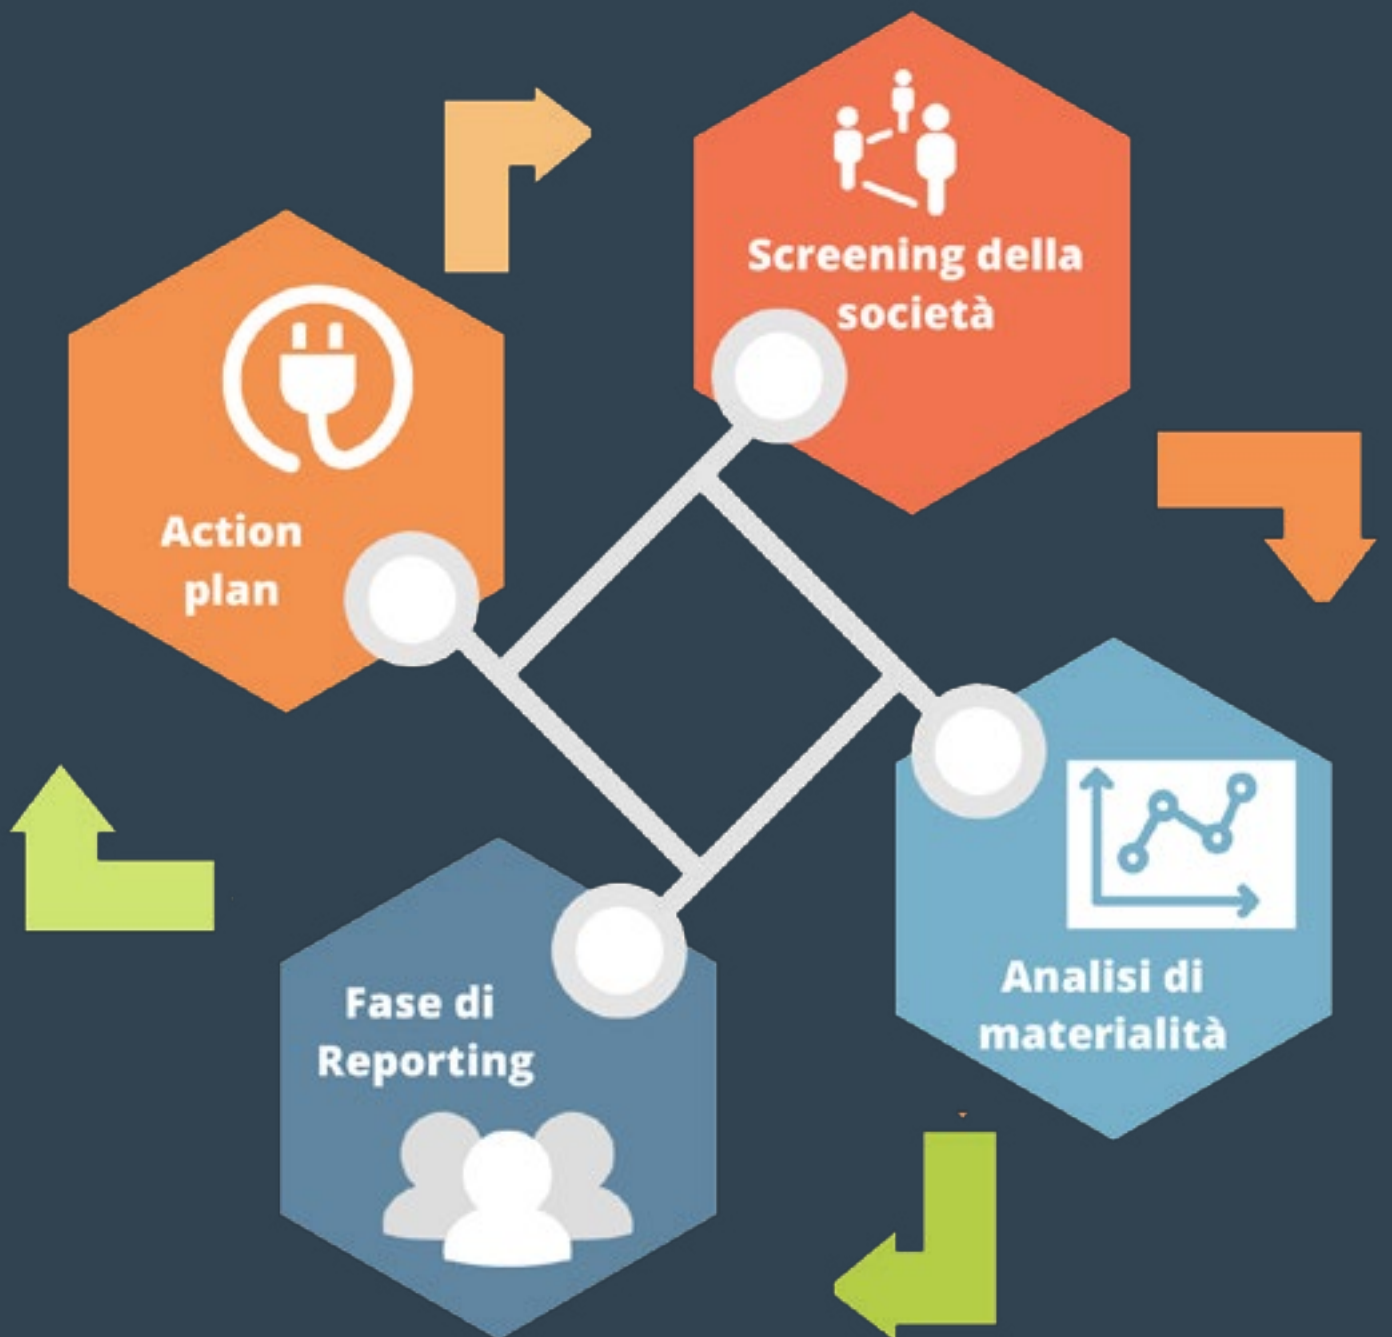 Screening della
società
Action
plan
Analisi di
materialità
Fase di
Reporting